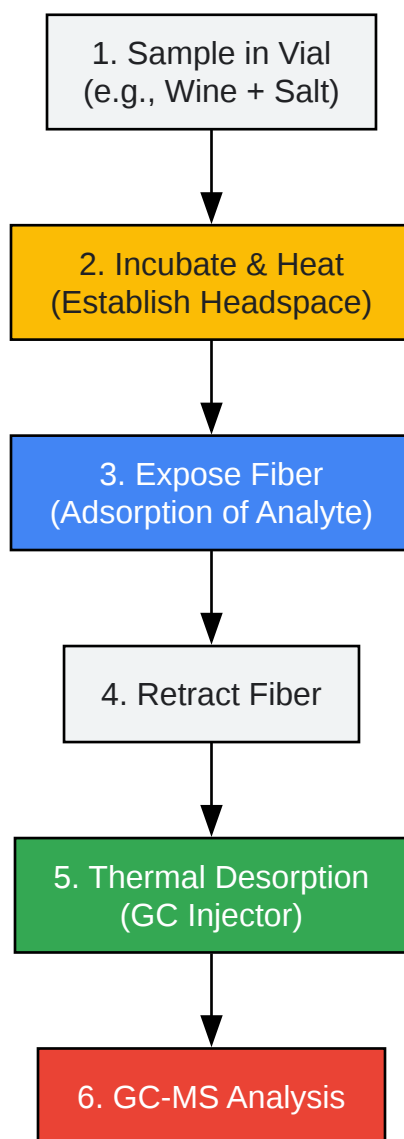 1. Sample in Vial
(e.g., Wine + Salt)
2. Incubate & Heat
(Establish Headspace)
3. Expose Fiber
(Adsorption of Analyte)
4. Retract Fiber
5. Thermal Desorption
(GC Injector)
6. GC-MS Analysis